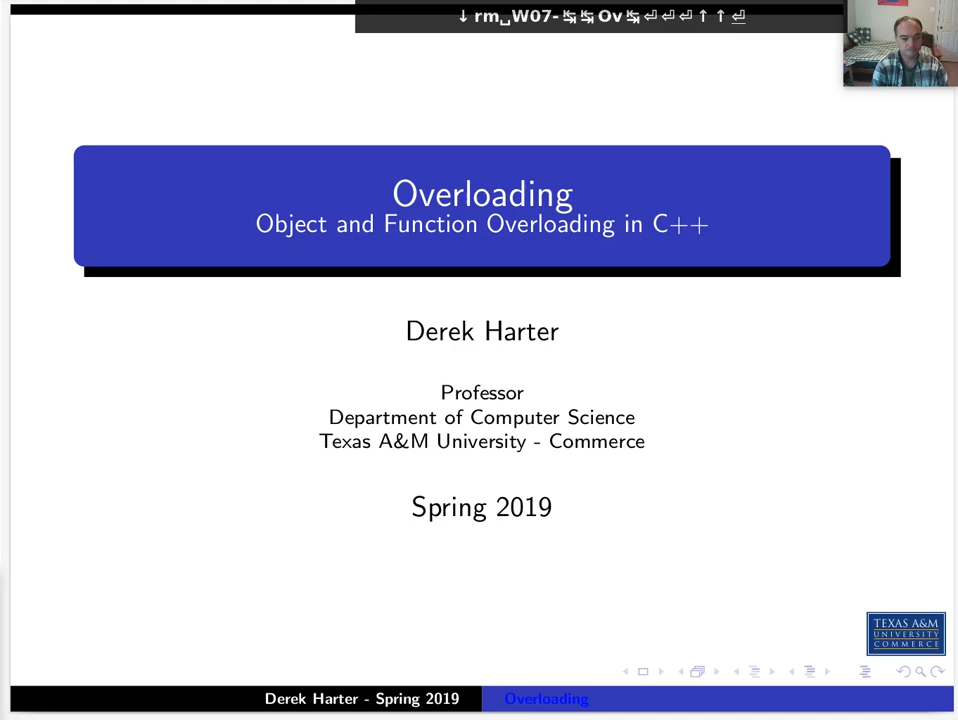 ↓rm␣W07-↹↹Ov↹⏎⏎⏎↑↑⏎
Overloading
Object and Function Overloading in C++
Derek Harter
Professor
Department of Computer Science
Texas A&M University - Commerce
Spring 2019
TEXAS A&M
UNIVERSITY
COMMERCE
Derek Harter - Spring 2019
Overloading